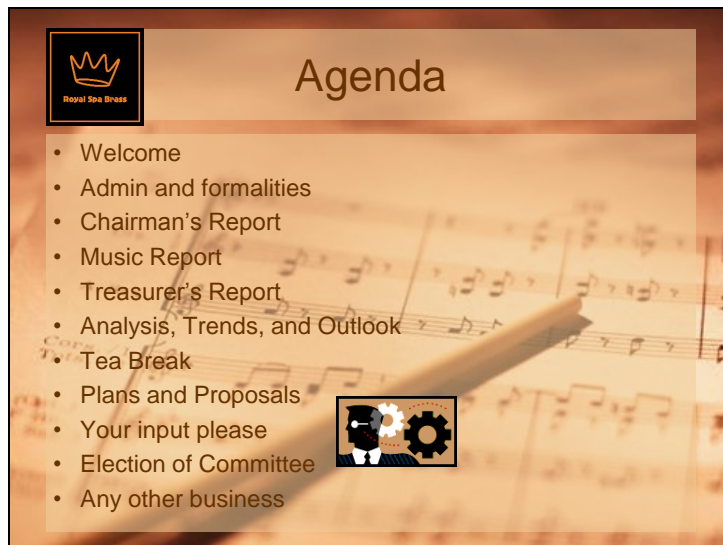 Royal Spa Brass
Agenda
• Welcome
• Admin and formalities
• Chairman's Report
• Music Report
• Treasurer's Report
• Analysis, Trends, and Outlook
• Tea Break
• Plans and Proposals
• Your input please
• Election of Committee
• Any other business